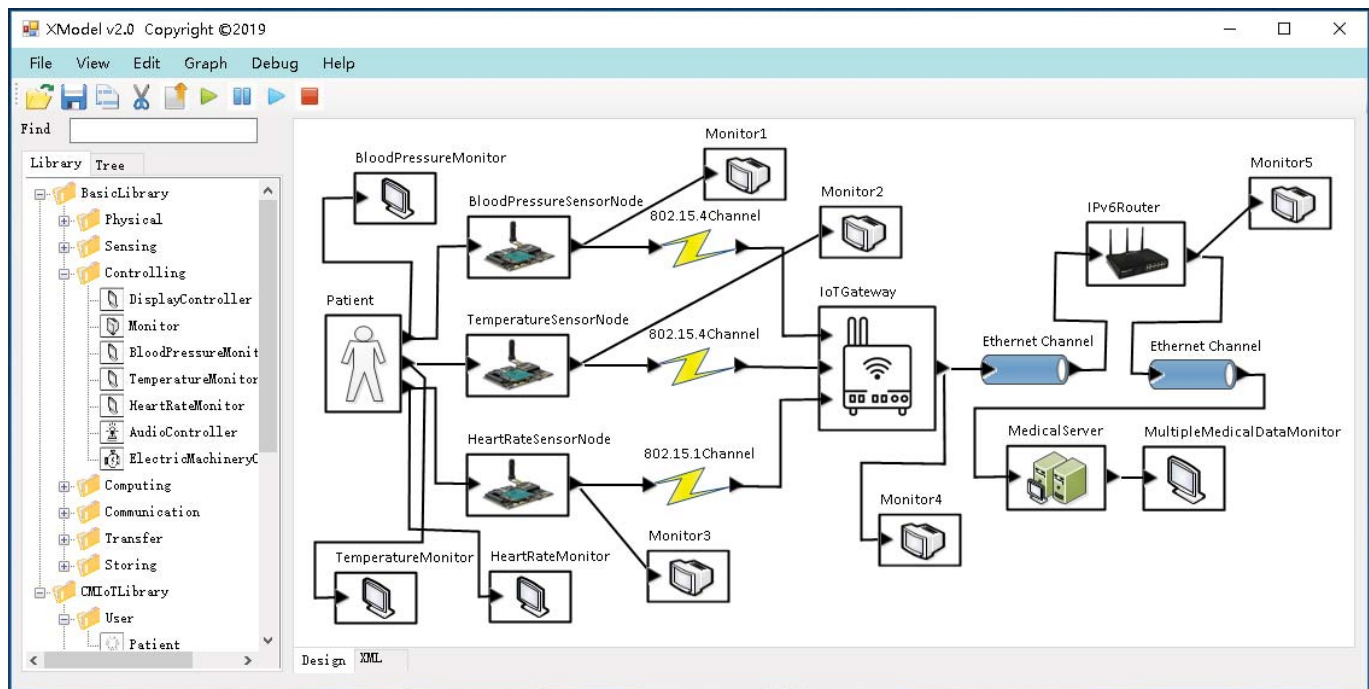 XModel v2.0 Copyright ©2019
File View Edit Graph Debug Help
Find
Library Tree
BasicLibrary
Physical
Sensing
Controlling
DisplayController
Monitor
BloodPressureMonit
TemperatureMonitor
HeartRateMonitor
AudioController
ElectricMachineryC
Computing
Communication
Transfer
Storing
CMIoTLibrary
User
Patient
Monitor1
BloodPressureMonitor
Monitor5
Monitor2
BloodPressureSensorNode
802.15.4Channel
IPv6Router
Patient
IoTGateway
TemperatureSensorNode
802.15.4Channel
Ethernet Channel
Ethernet Channel
HeartRateSensorNode
802.15.1Channel
MedicalServer
MultipleMedicalDataMonitor
Monitor4
Monitor3
TemperatureMonitor
HeartRateMonitor
Design XML